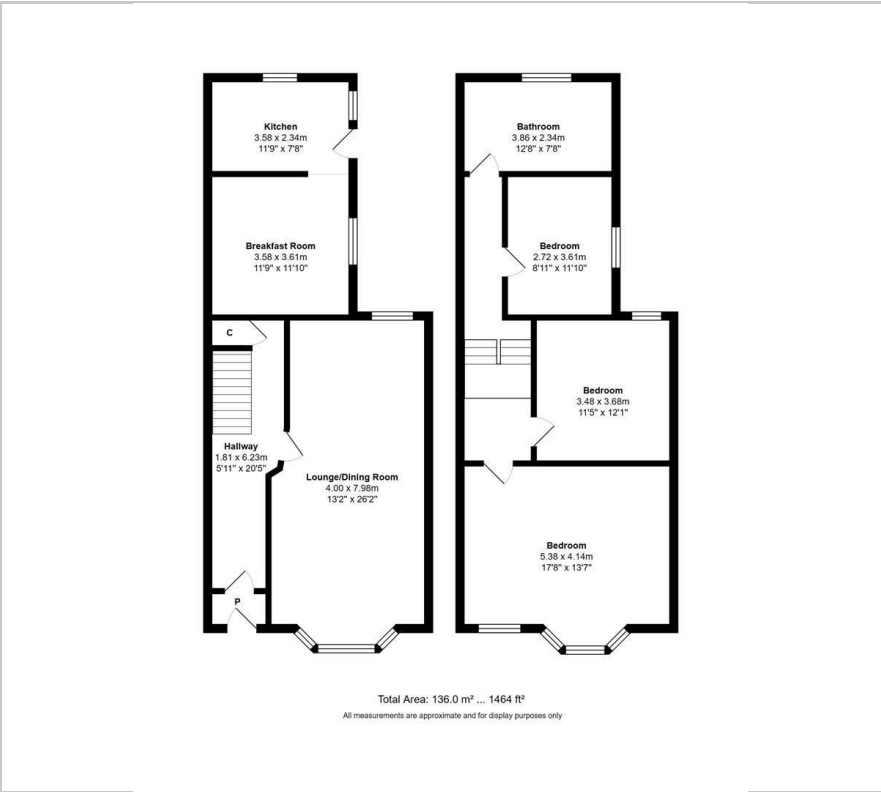 Kitchen
3.58 x 2.34m
11'9" x 7'8"
Breakfast Room
3.58 x 3.61m
11'9" x 11'10"
C
Hallway
1.81 x 6.23m
5'11" x 20'5"
Lounge/Dining Room
4.00 x 7.98m
13'2" x 26'2"
P
Bathroom
3.86 x 2.34m
12'8" x 7'8"
Bedroom
2.72 x 3.61m
8'11" x 11'10"
Bedroom
3.48 x 3.68m
11'5" x 12'1"
Bedroom
5.38 x 4.14m
17'8" x 13'7"
Total Area: 136.0 m² ... 1464 ft²
All measurements are approximate and for display purposes only